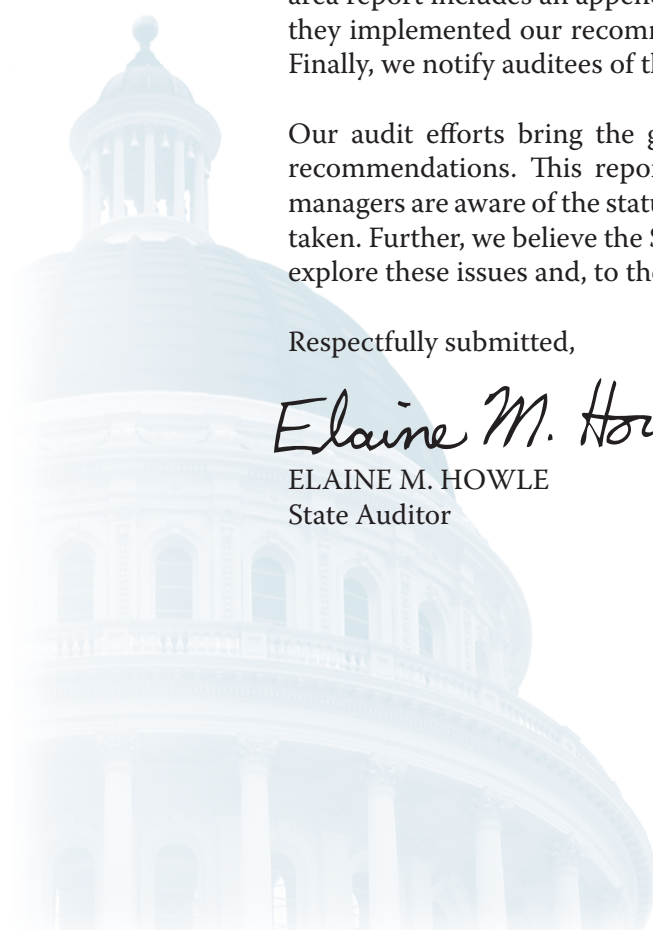 area report includes an append
they implemented our recomm
Finally, we notify auditees of th
Our audit efforts bring the g
recommendations. This repor
managers are aware of the statu
taken. Further, we believe the S
explore these issues and, to the
Respectfully submitted,
Elaine M. How
ELAINE M. HOWLE
State Auditor